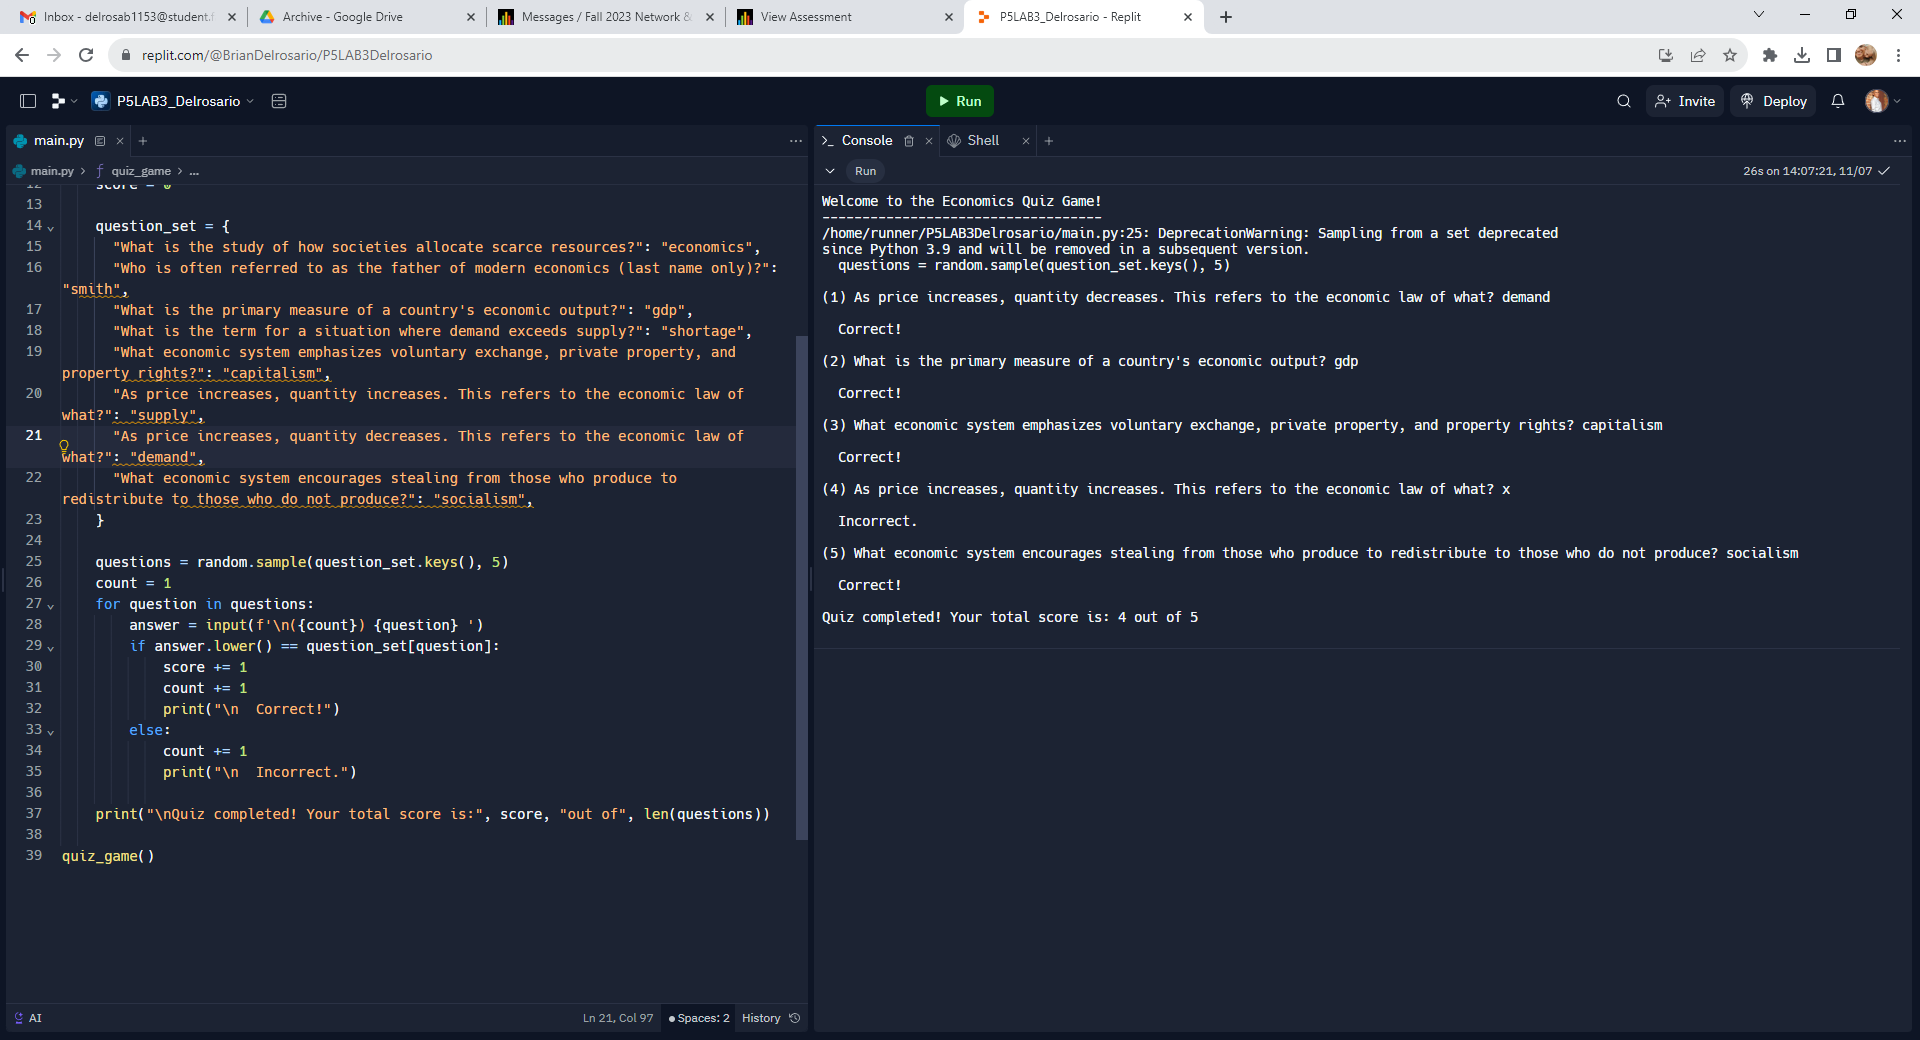 Inbox - delrosab1153@student.f
Archive - Google Drive
Messages / Fall 2023 Network &
View Assessment
P5LAB3_Delrosario - Replit
replit.com/@BrianDelrosario/P5LAB3Delrosario
P5LAB3_Delrosario
Run
Invite
Deploy
main.py
main.py > quiz_game > ...
12 score = 0
13
14 question_set = {
15 "What is the study of how societies allocate scarce resources?": "economics",
16 "Who is often referred to as the father of modern economics (last name only)?":
"smith",
17 "What is the primary measure of a country's economic output?": "gdp",
18 "What is the term for a situation where demand exceeds supply?": "shortage",
19 "What economic system emphasizes voluntary exchange, private property, and
property rights?": "capitalism",
20 "As price increases, quantity increases. This refers to the economic law of
what?": "supply",
21 "As price increases, quantity decreases. This refers to the economic law of
what?": "demand",
22 "What economic system encourages stealing from those who produce to
redistribute to those who do not produce?": "socialism",
23 }
24
25 questions = random.sample(question_set.keys(), 5)
26 count = 1
27 for question in questions:
28 answer = input(f'\n({count}) {question} ')
29 if answer.lower() == question_set[question]:
30 score += 1
31 count += 1
32 print("\n  Correct!")
33 else:
34 count += 1
35 print("\n  Incorrect.")
36
37 print("\nQuiz completed! Your total score is:", score, "out of", len(questions))
38
39 quiz_game()
AI
Ln 21, Col 97
Spaces: 2
History
Console
Shell
Run
26s on 14:07:21, 11/07
Welcome to the Economics Quiz Game!
-----------------------------------
/home/runner/P5LAB3Delrosario/main.py:25: DeprecationWarning: Sampling from a set deprecated
since Python 3.9 and will be removed in a subsequent version.
questions = random.sample(question_set.keys(), 5)
(1) As price increases, quantity decreases. This refers to the economic law of what? demand
Correct!
(2) What is the primary measure of a country's economic output? gdp
Correct!
(3) What economic system emphasizes voluntary exchange, private property, and property rights? capitalism
Correct!
(4) As price increases, quantity increases. This refers to the economic law of what? x
Incorrect.
(5) What economic system encourages stealing from those who produce to redistribute to those who do not produce? socialism
Correct!
Quiz completed! Your total score is: 4 out of 5